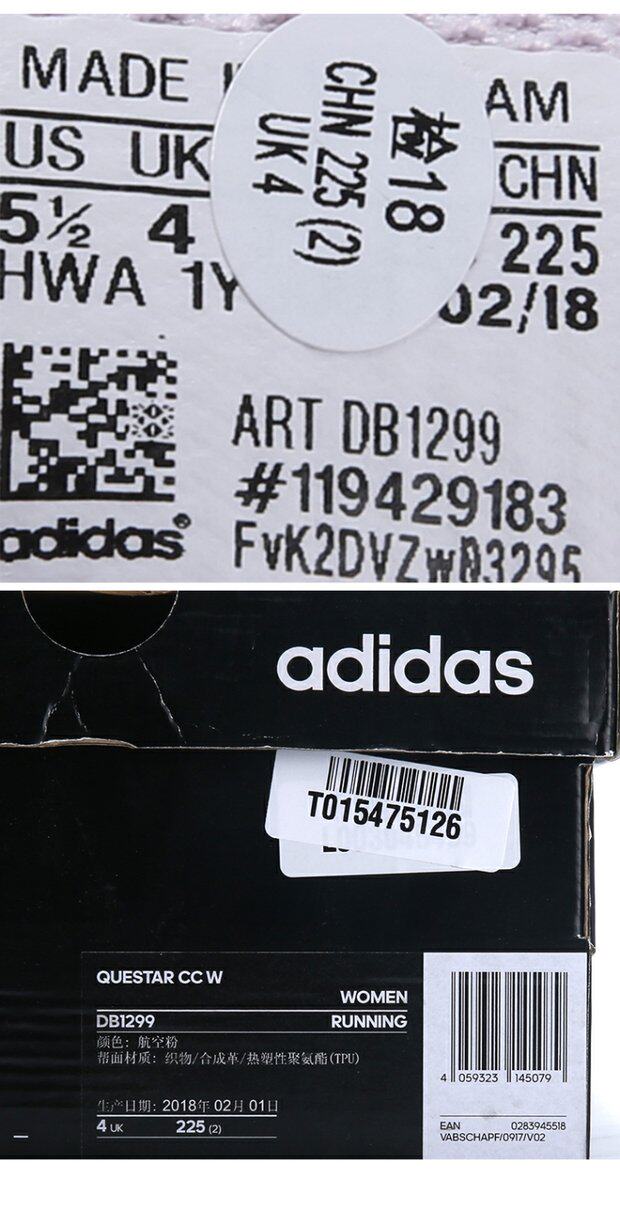 MADE AM
US UK CHN
5½ 4 225
HWA 1Y 02/18
检18
CHN 225 (2)
UK 4
ART DB1299
#119429183
adidas®
adidas
T015475126
QUESTAR CC W
WOMEN
DB1299 RUNNING
颜色: 航空粉
帮面材质: 织物/合成革/热塑性聚氨酯(TPU)
生产日期: 2018年 02月 01日
4 UK 225 (2)
4 059323 145079
EAN 0283945518
VABSCHAPF/0917/V02